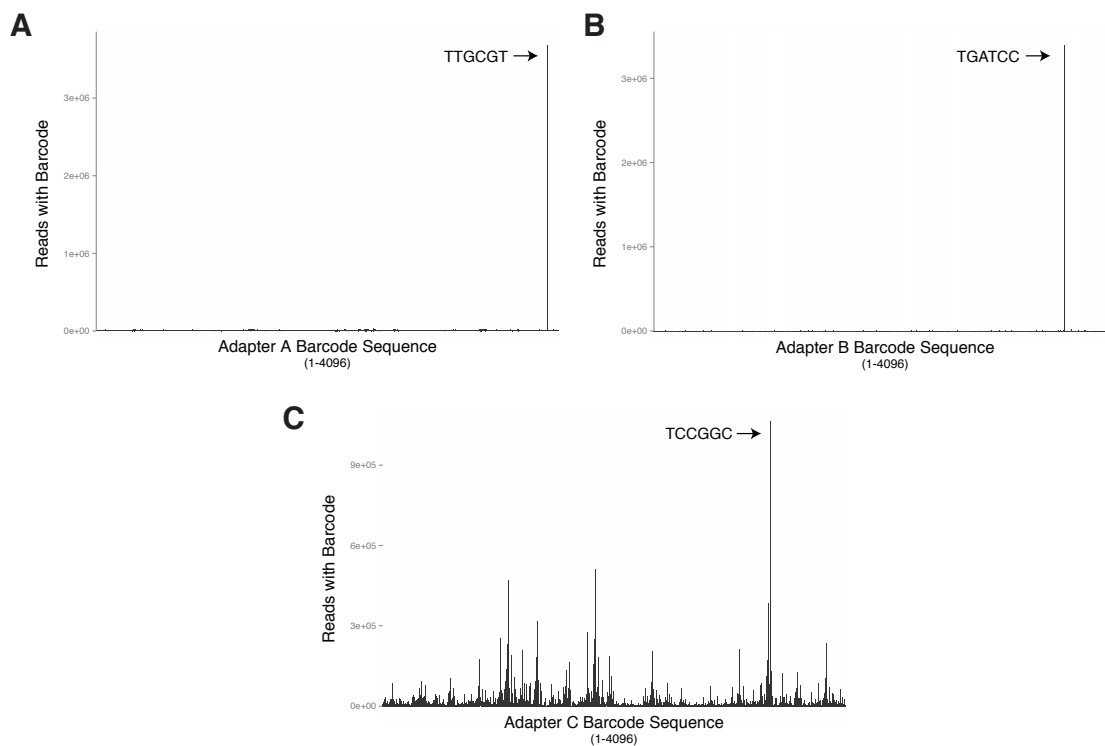 A
TTGCGT
Reads with Barcode
3e+06
2e+06
1e+06
0e+00
Adapter A Barcode Sequence
(1-4096)
B
TGATCC
Reads with Barcode
3e+06
2e+06
1e+06
0e+00
Adapter B Barcode Sequence
(1-4096)
C
TCCGGC
Reads with Barcode
9e+05
6e+05
3e+05
0e+00
Adapter C Barcode Sequence
(1-4096)